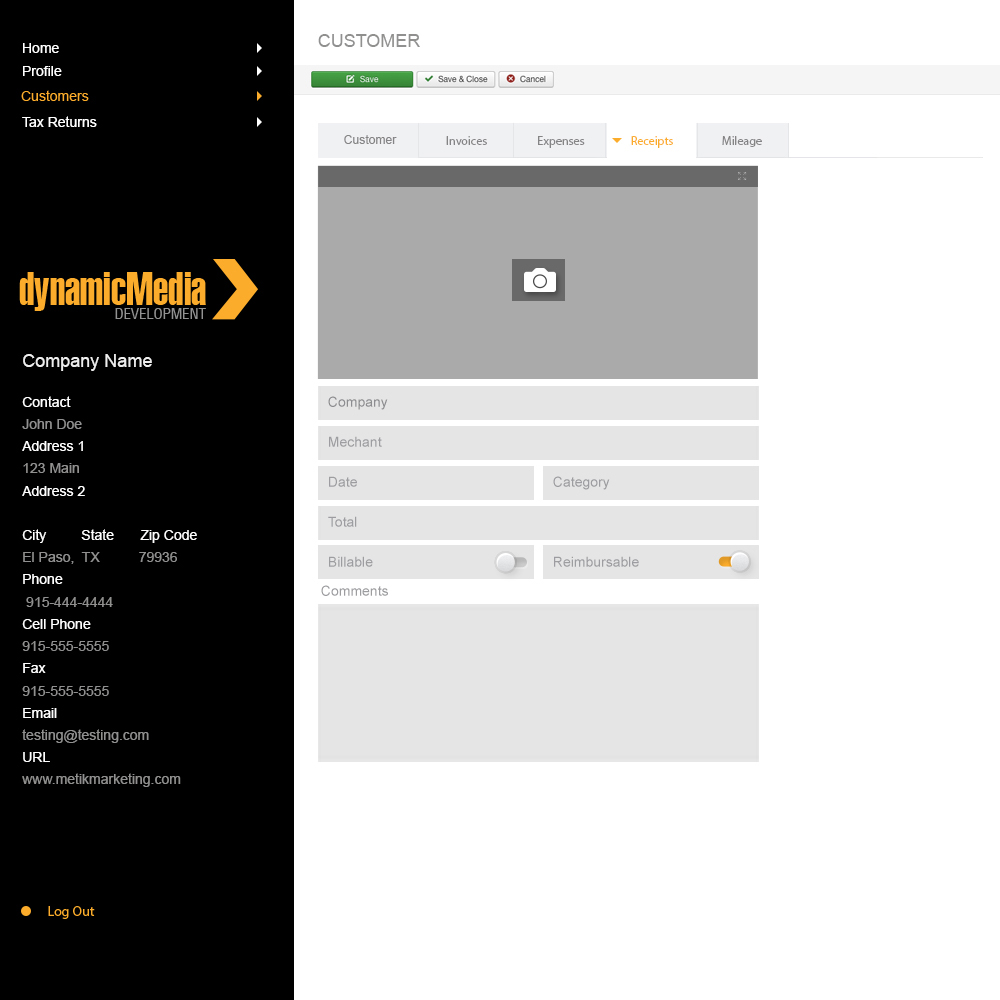 Home
Profile
Customers
Tax Returns
dynamicMedia
DEVELOPMENT
Company Name
Contact
John Doe
Address 1
123 Main
Address 2
City State Zip Code
El Paso, TX 79936
Phone
915-444-4444
Cell Phone
915-555-5555
Fax
915-555-5555
Email
testing@testing.com
URL
www.metikmarketing.com
Log Out
CUSTOMER
Save Save & Close Cancel
Customer Invoices Expenses Receipts Mileage
Company
Mechant
Date Category
Total
Billable Reimbursable
Comments